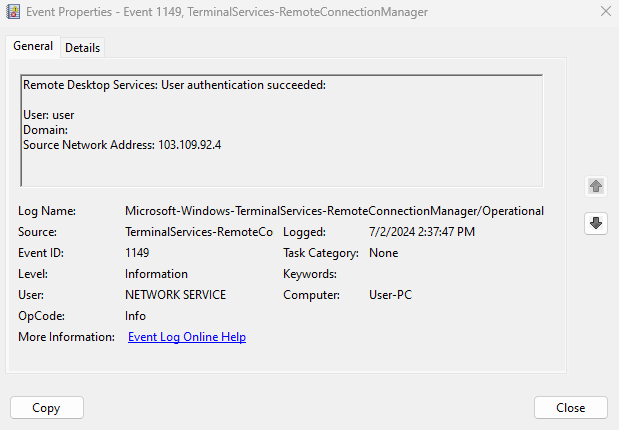 Event Properties - Event 1149, TerminalServices-RemoteConnectionManager
General Details
Remote Desktop Services: User authentication succeeded:
User: user
Domain:
Source Network Address: 103.109.92.4
Log Name: Microsoft-Windows-TerminalServices-RemoteConnectionManager/Operational
Source: TerminalServices-RemoteCo Logged: 7/2/2024 2:37:47 PM
Event ID: 1149 Task Category: None
Level: Information Keywords:
User: NETWORK SERVICE Computer: User-PC
OpCode: Info
More Information: Event Log Online Help
Copy Close